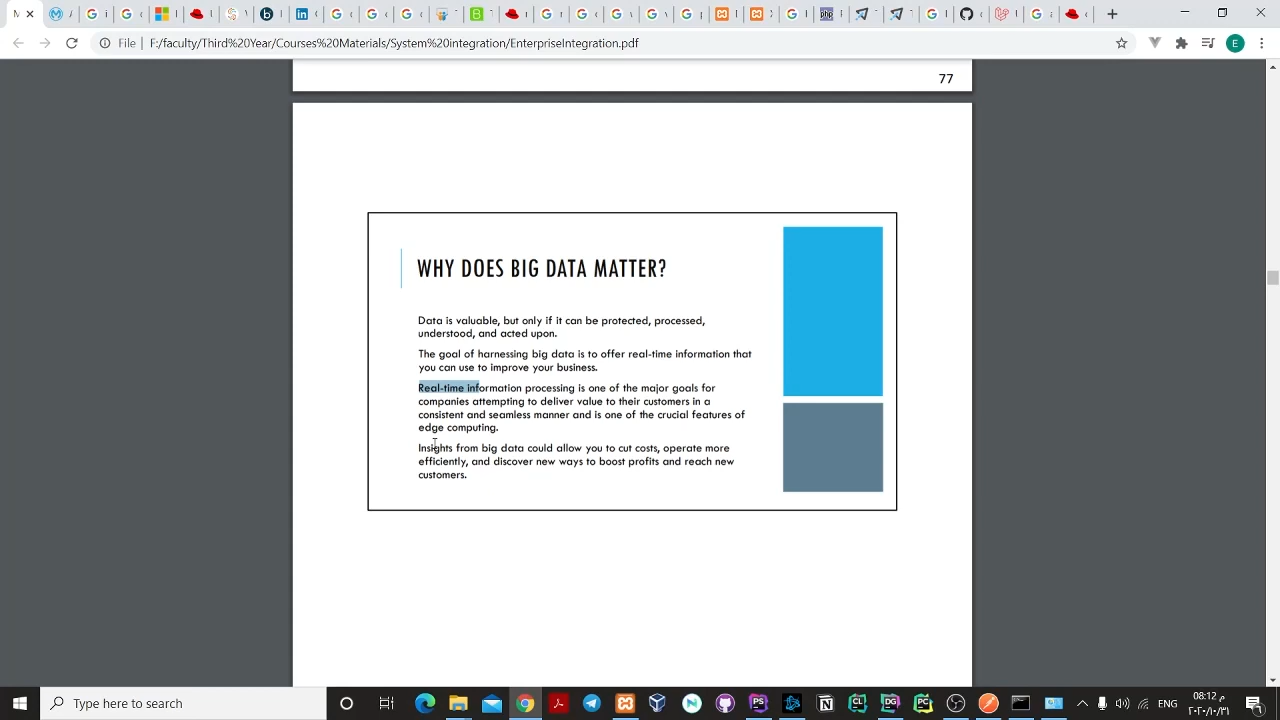 File
F:/faculty/Third%20Year/Courses%20Materials/System%20integration/EnterpriseIntegration.pdf
E
77
WHY DOES BIG DATA MATTER?
Data is valuable, but only if it can be protected, processed,
understood, and acted upon.
The goal of harnessing big data is to offer real-time information that
you can use to improve your business.
Real-time information processing is one of the major goals for
companies attempting to deliver value to their customers in a
consistent and seamless manner and is one of the crucial features of
edge computing.
Insights from big data could allow you to cut costs, operate more
efficiently, and discover new ways to boost profits and reach new
customers.
Type here to search
PS
CL
DG
PC
ENG
08:12